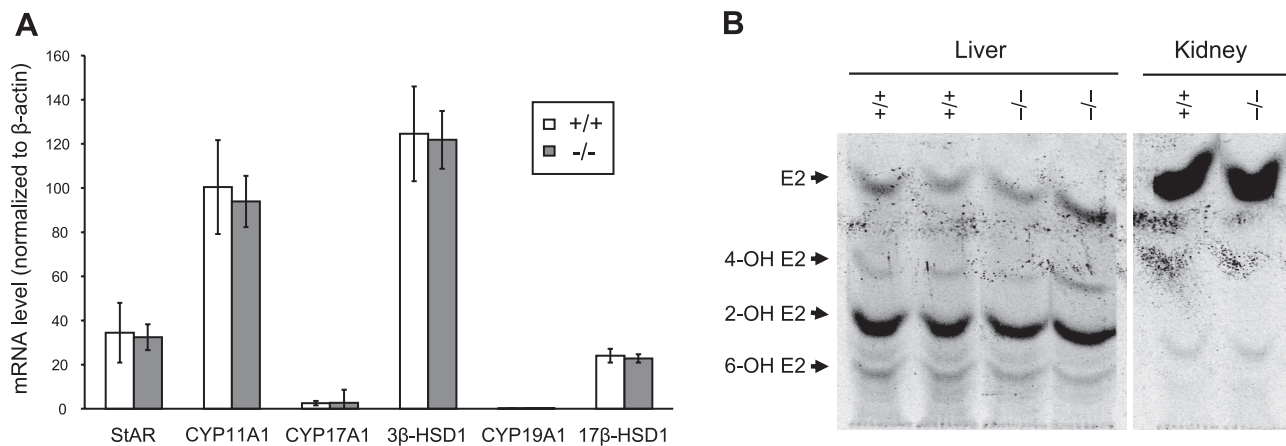 A
mRNA level (normalized to β-actin)
160
140
120
100
80
60
40
20
0
+/+
-/-
StAR CYP11A1 CYP17A1 3β-HSD1 CYP19A1 17β-HSD1
B
Liver Kidney
+/+ +/+ -/- -/- +/+ -/-
E2
4-OH E2
2-OH E2
6-OH E2